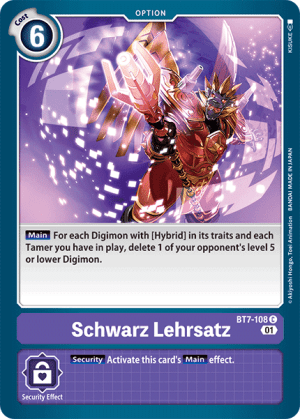 OPTION
Cost
6
KISUKE
Main For each Digimon with [Hybrid] in its traits and each
Tamer you have in play, delete 1 of your opponent's level 5
or lower Digimon.
©Akiyoshi Hongo, Toei Animation BANDAI MADE IN JAPAN
BT7-108 C
Schwarz Lehrsatz
01
Security Activate this card's Main effect.
Security Effect